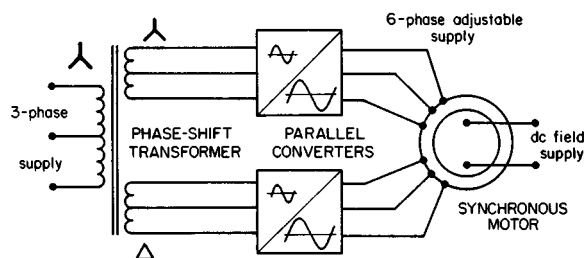 6-phase adjustable
supply
3-phase
supply
PHASE-SHIFT
TRANSFORMER
PARALLEL
CONVERTERS
dc field
supply
SYNCHRONOUS
MOTOR